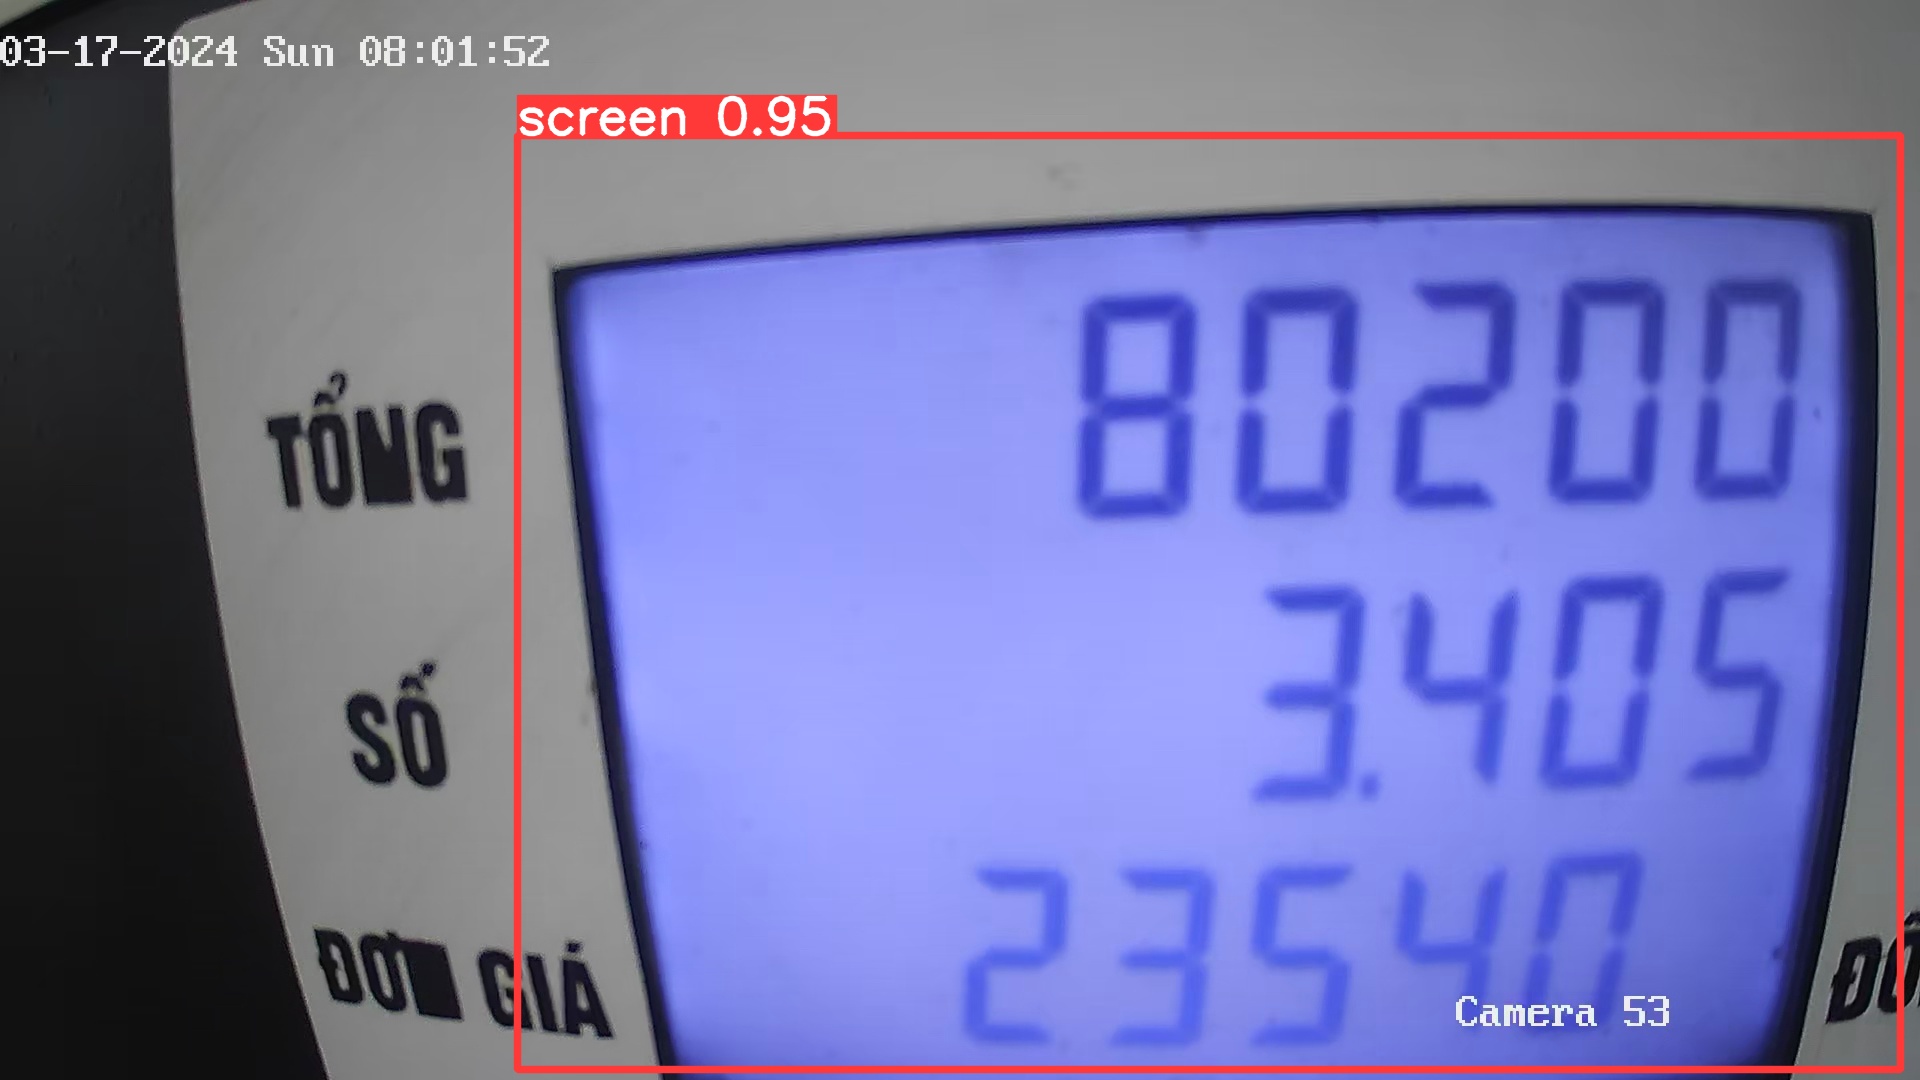 03-17-2024 Sun 08:01:52
screen 0.95
TỔNG 80200
SỐ 3.405
ĐƠN GIÁ 23540
Camera 53